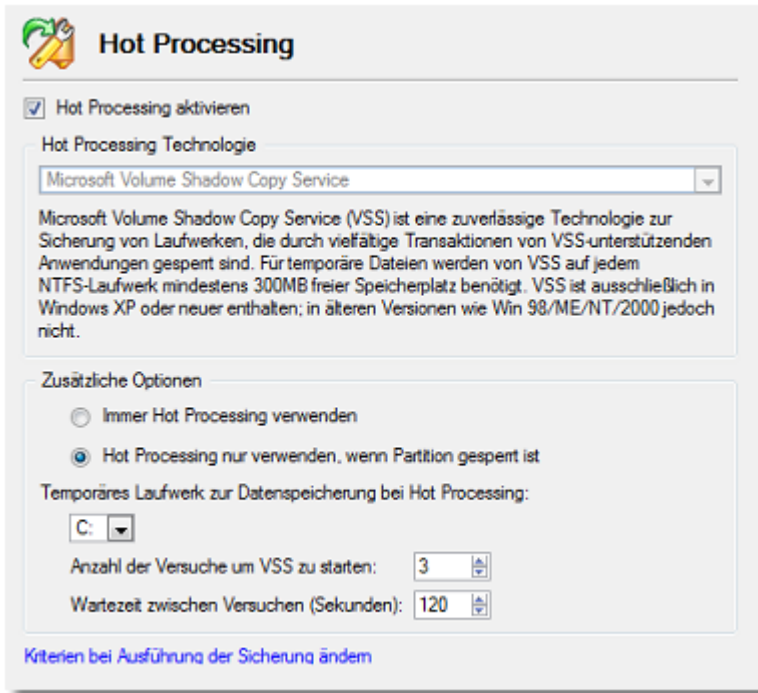 Hot Processing
Hot Processing aktivieren
Hot Processing Technologie
Microsoft Volume Shadow Copy Service
Microsoft Volume Shadow Copy Service (VSS) ist eine zuverlässige Technologie zur
Sicherung von Laufwerken, die durch vielfältige Transaktionen von VSS-unterstützenden
Anwendungen gesperrt sind. Für temporäre Dateien werden von VSS auf jedem
NTFS-Laufwerk mindestens 300MB freier Speicherplatz benötigt. VSS ist ausschließlich in
Windows XP oder neuer enthalten; in älteren Versionen wie Win 98/ME/NT/2000 jedoch
nicht.
Zusätzliche Optionen
Immer Hot Processing verwenden
Hot Processing nur verwenden, wenn Partition gesperrt ist
Temporäres Laufwerk zur Datenspeicherung bei Hot Processing:
C:
Anzahl der Versuche um VSS zu starten: 3
Wartezeit zwischen Versuchen (Sekunden): 120
Kriterien bei Ausführung der Sicherung ändern